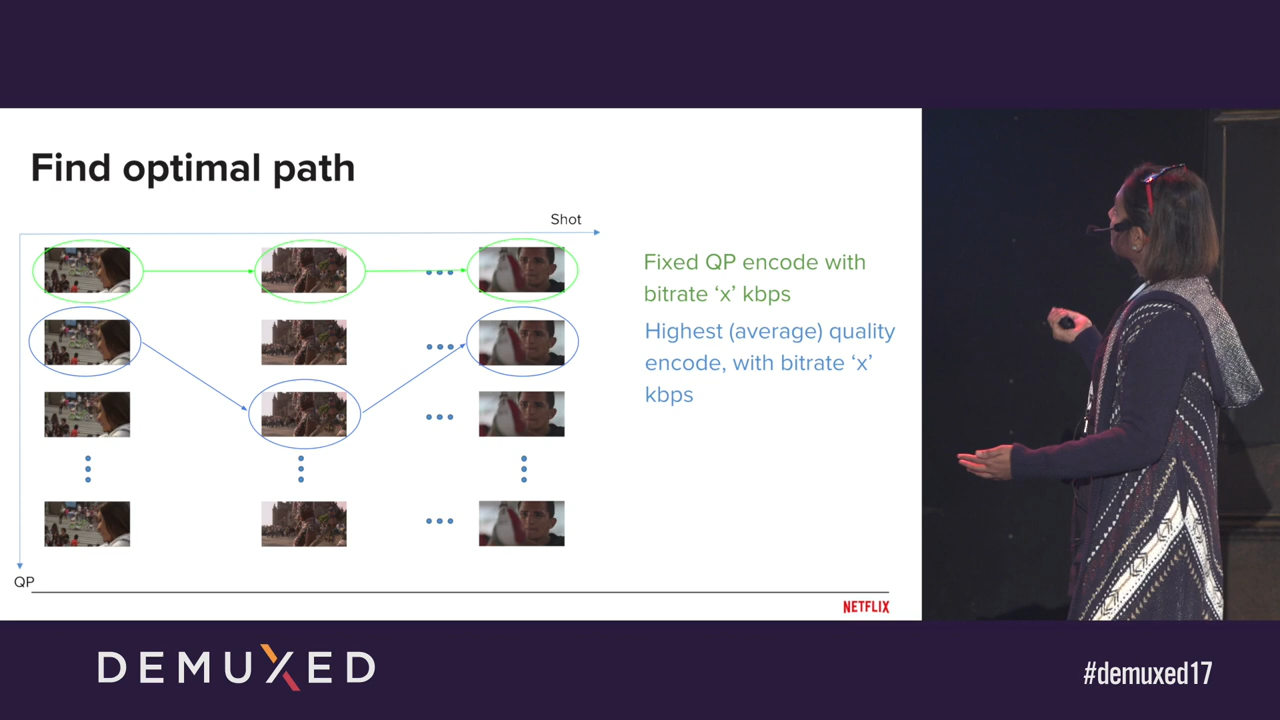 Find optimal path
Shot
Fixed QP encode with
bitrate ‘x’ kbps
Highest (average) quality
encode, with bitrate ‘x’
kbps
QP
NETFLIX
DEMUXED
#demuxed17